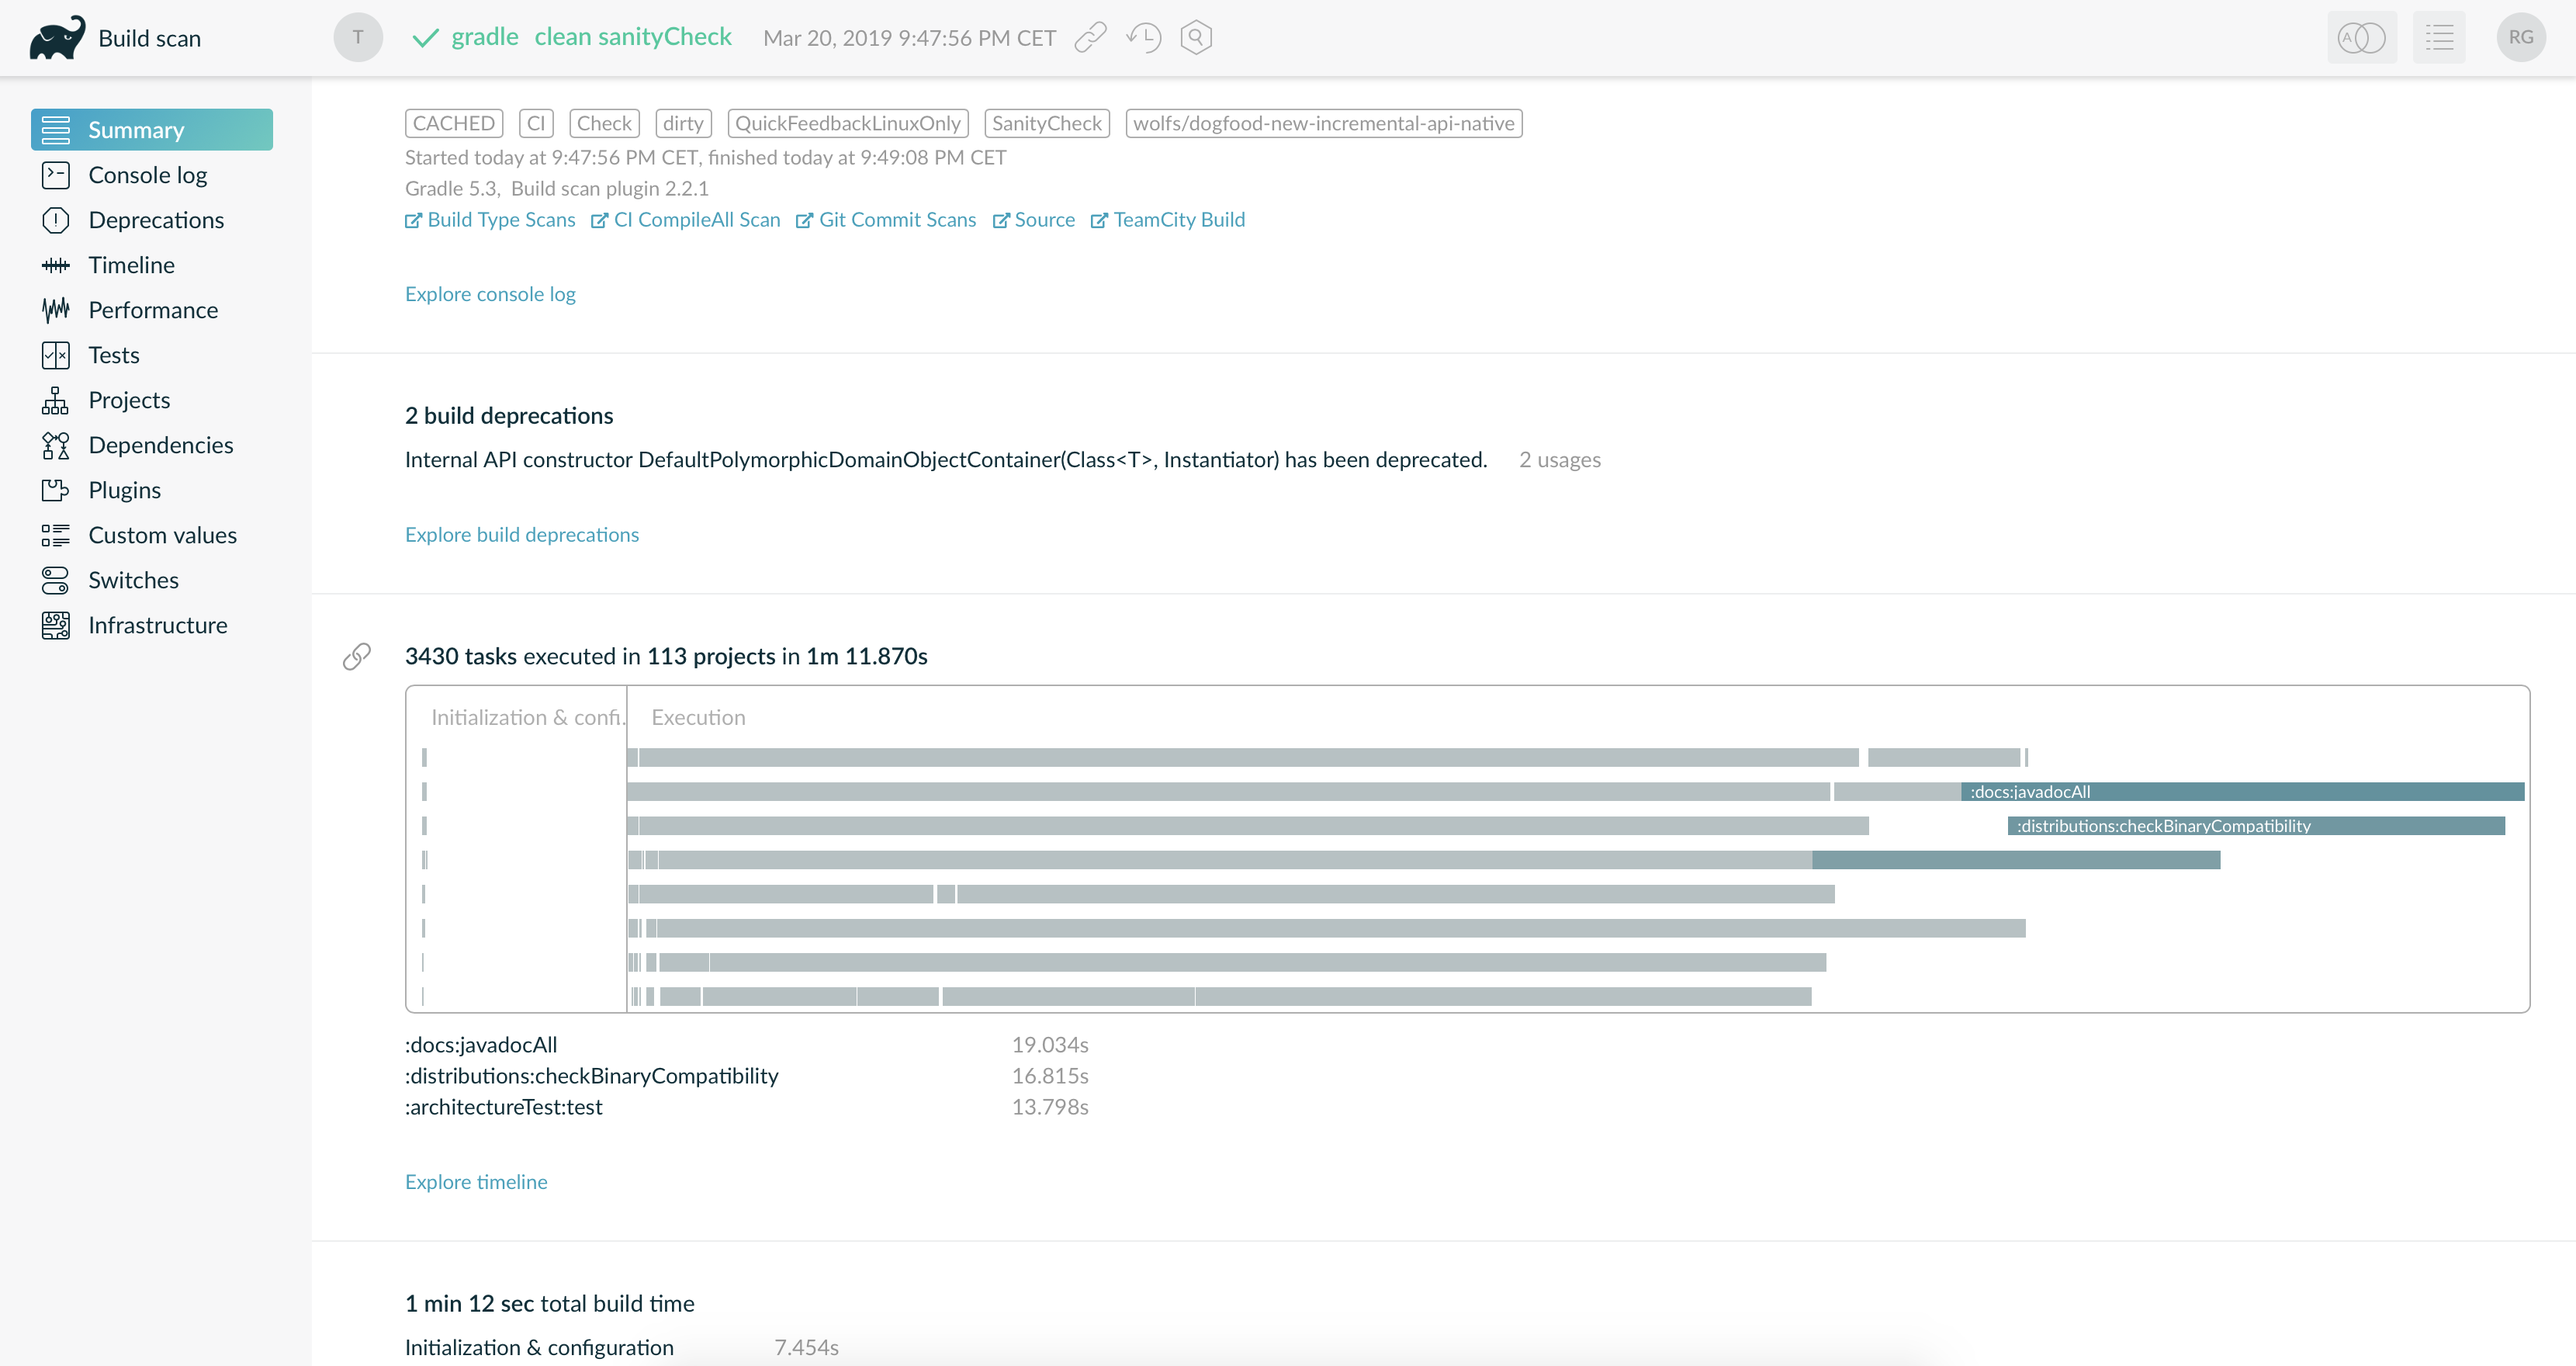 Build scan
T
gradle clean sanityCheck
Mar 20, 2019 9:47:56 PM CET
A
RG
Summary
Console log
Deprecations
Timeline
Performance
Tests
Projects
Dependencies
Plugins
Custom values
Switches
Infrastructure
CACHED CI Check dirty QuickFeedbackLinuxOnly SanityCheck wolfs/dogfood-new-incremental-api-native
Started today at 9:47:56 PM CET, finished today at 9:49:08 PM CET
Gradle 5.3, Build scan plugin 2.2.1
Build Type Scans CI CompileAll Scan Git Commit Scans Source TeamCity Build
Explore console log
2 build deprecations
Internal API constructor DefaultPolymorphicDomainObjectContainer(Class<T>, Instantiator) has been deprecated. 2 usages
Explore build deprecations
3430 tasks executed in 113 projects in 1m 11.870s
Initialization & confi... Execution
:docs:javadocAll
:distributions:checkBinaryCompatibility
:docs:javadocAll 19.034s
:distributions:checkBinaryCompatibility 16.815s
:architectureTest:test 13.798s
Explore timeline
1 min 12 sec total build time
Initialization & configuration 7.454s